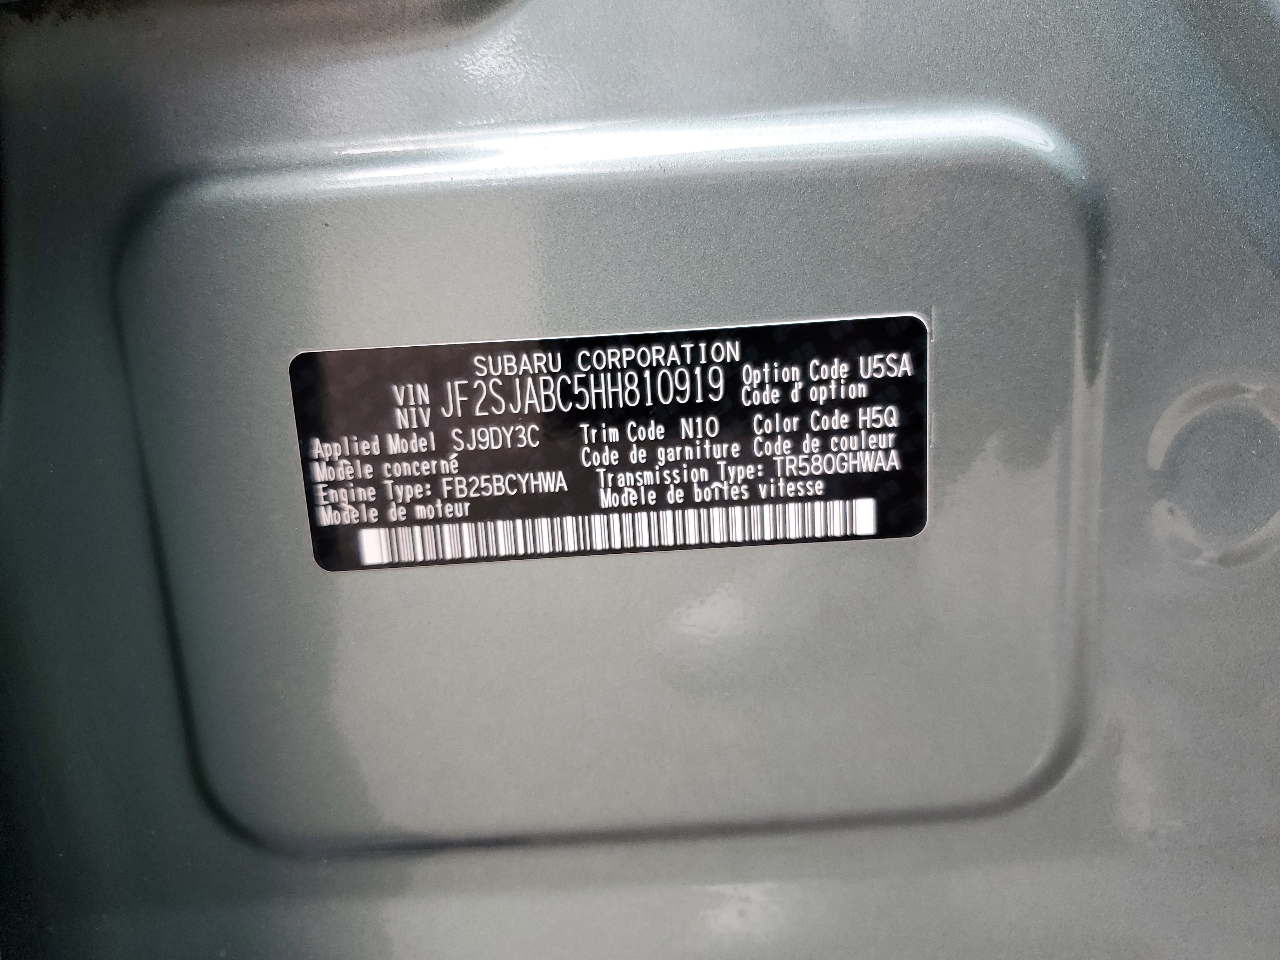 SUBARU CORPORATION
VIN
NIV JF2SJABC5HH810919
Option Code U5SA
Code d'option
Applied Model SJ9DY3C
Modèle concerné
Trim Code N10
Code de garniture
Color Code H5Q
Code de couleur
Engine Type: FB25BCYHWA
Modèle de moteur
Transmission Type: TR580GHWAA
Modèle de boîtes vitesse